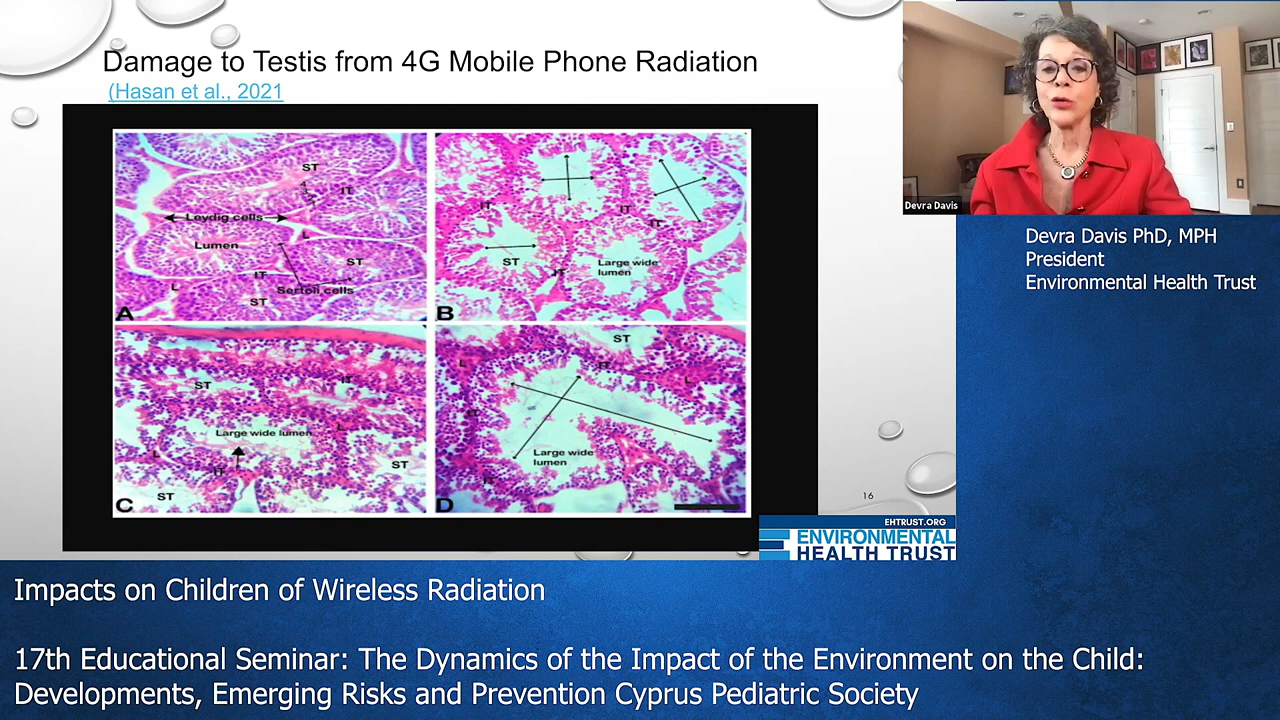 Damage to Testis from 4G Mobile Phone Radiation
(Hasan et al., 2021
ST
IT
Leydig cells
Lumen
L
ST
IT
L
Sertoli cells
ST
A
IT
IT
ST
IT
Large wide
lumen
B
ST
IT
L
Large wide lumen
L
IT
ST
ST
C
ST
IT
L
L
Large wide
lumen
D
16
EHTRUST.ORG
ENVIRONMENTAL
HEALTH TRUST
Devra Davis
Devra Davis PhD, MPH
President
Environmental Health Trust
Impacts on Children of Wireless Radiation
17th Educational Seminar: The Dynamics of the Impact of the Environment on the Child:
Developments, Emerging Risks and Prevention Cyprus Pediatric Society